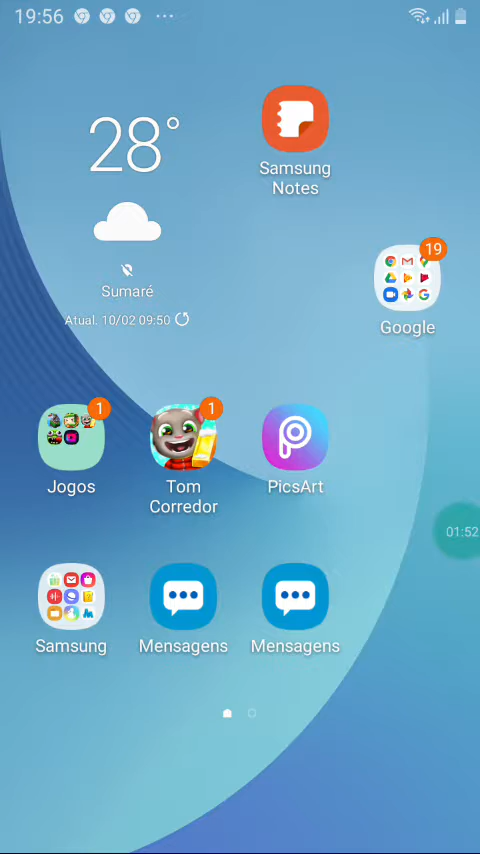 19:56
28°
Sumaré
Atual. 10/02 09:50
Samsung
Notes
19
Google
1
Jogos
1
Tom
Corredor
PicsArt
01:52
Samsung
Mensagens
Mensagens